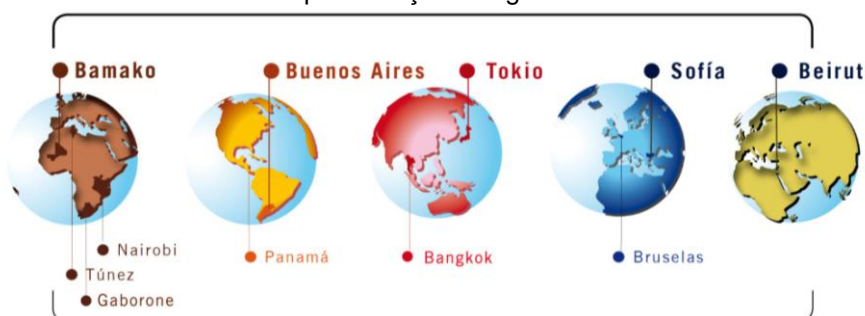 Bamako
Buenos Aires
Tokio
Sofía
Beirut
Nairobi
Túnez
Gaborone
Panamá
Bangkok
Bruselas